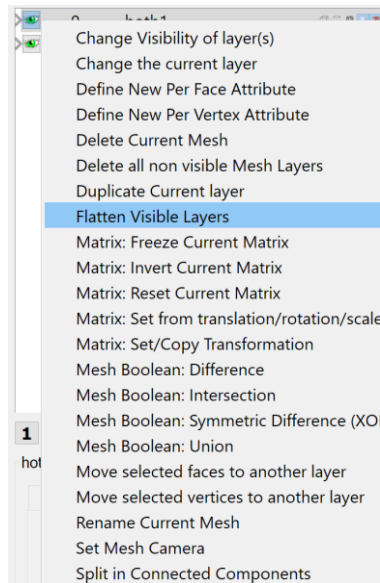 Change Visibility of layer(s)
Change the current layer
Define New Per Face Attribute
Define New Per Vertex Attribute
Delete Current Mesh
Delete all non visible Mesh Layers
Duplicate Current layer
Flatten Visible Layers
Matrix: Freeze Current Matrix
Matrix: Invert Current Matrix
Matrix: Reset Current Matrix
Matrix: Set from translation/rotation/scale
Matrix: Set/Copy Transformation
Mesh Boolean: Difference
Mesh Boolean: Intersection
Mesh Boolean: Symmetric Difference (XO
Mesh Boolean: Union
1
hot
Move selected faces to another layer
Move selected vertices to another layer
Rename Current Mesh
Set Mesh Camera
Split in Connected Components